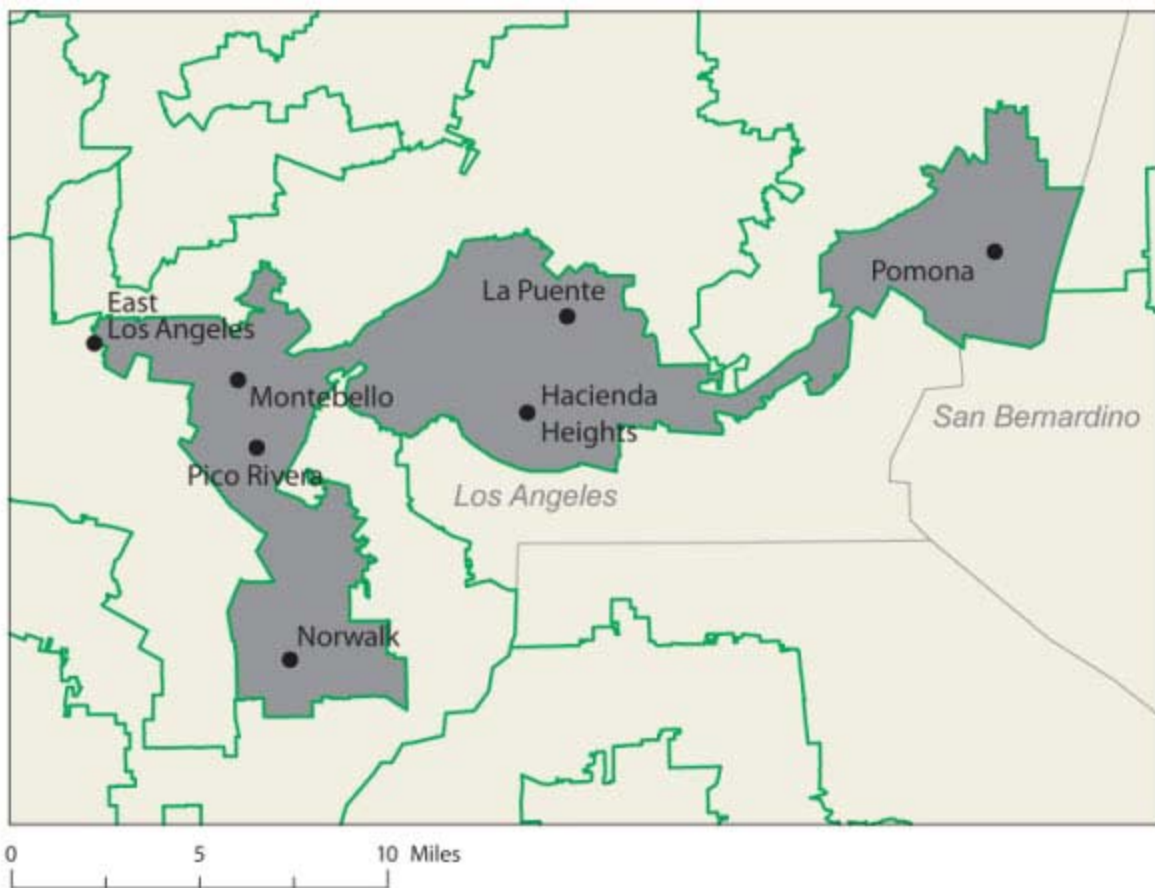 Pomona
La Puente
East
Los Angeles
Montebello
Hacienda
Heights
San Bernardino
Pico Rivera
Los Angeles
Norwalk
0 5 10 Miles